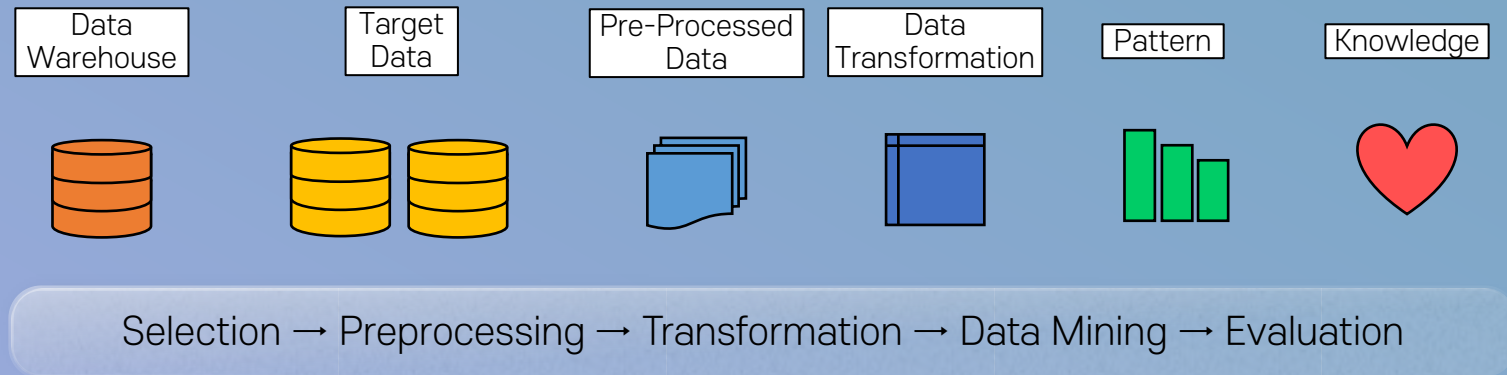 Data
Warehouse
Target
Data
Pre-Processed
Data
Data
Transformation
Pattern
Knowledge
Selection → Preprocessing → Transformation → Data Mining → Evaluation